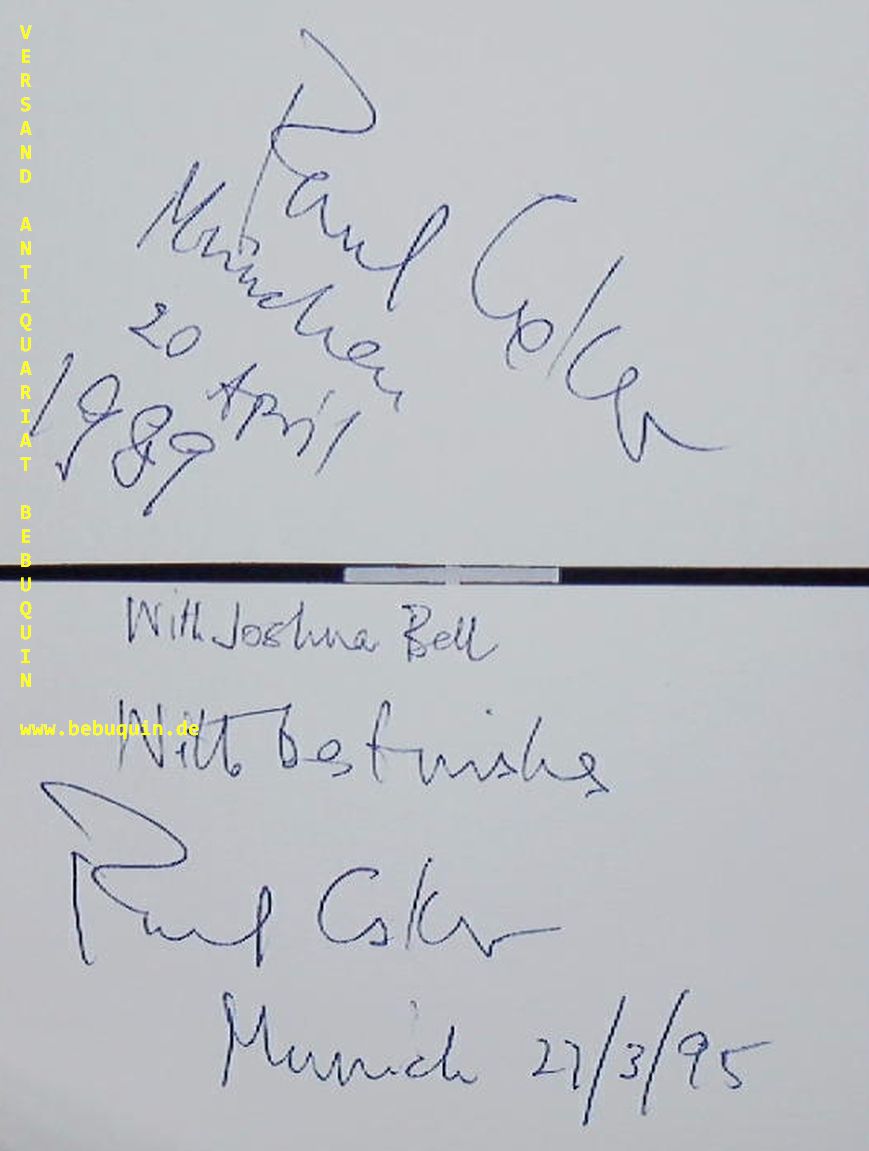 VERSAND ANTIQUARIAT BEBUQUIN
www.bebuquin.de
Paul Coker
München
20 April
1989
With Joshua Bell
With best wishes
Paul Coker
Munich 27/3/95